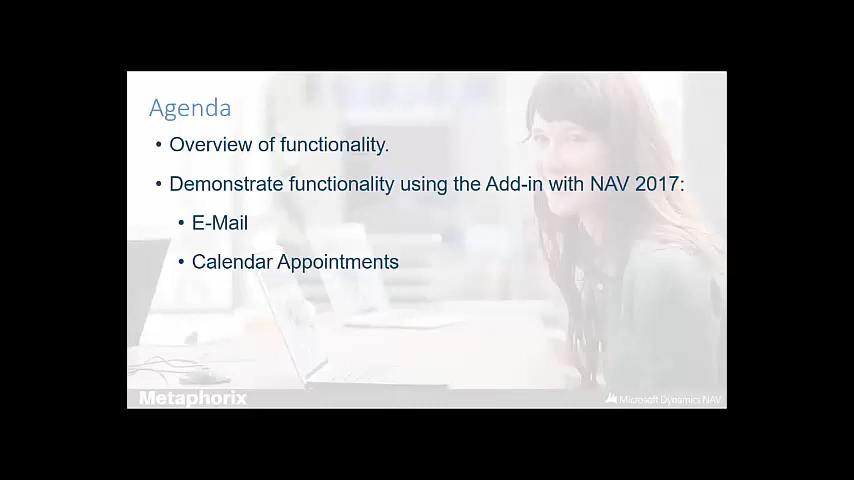 Agenda
• Overview of functionality.
• Demonstrate functionality using the Add-in with NAV 2017:
• E-Mail
• Calendar Appointments
Metaphorix
Microsoft Dynamics NAV